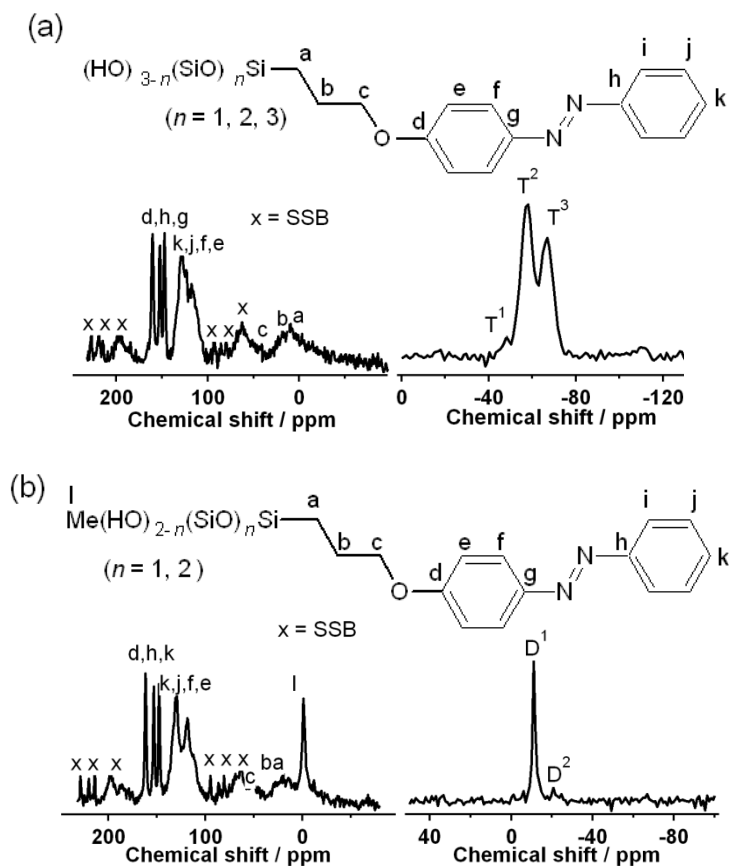 (a)
(HO) 3-n(SiO) nSi
a
b
c
(n = 1, 2, 3)
d
e
f
g
O
N
N
h
i
j
k
d,h,g
x = SSB
k,j,f,e
x x x
x x
x
c
b
a
T¹
T²
T³
200 100 0
Chemical shift / ppm
0 -40 -80 -120
Chemical shift / ppm
(b)
l
Me(HO) 2-n(SiO) nSi
a
b
c
(n = 1, 2 )
d
e
f
g
O
N
N
h
i
j
k
x = SSB
d,h,k
k,j,f,e
l
x x x
x x x
c
ba
D¹
D²
200 100 0
Chemical shift / ppm
40 0 -40 -80
Chemical shift / ppm